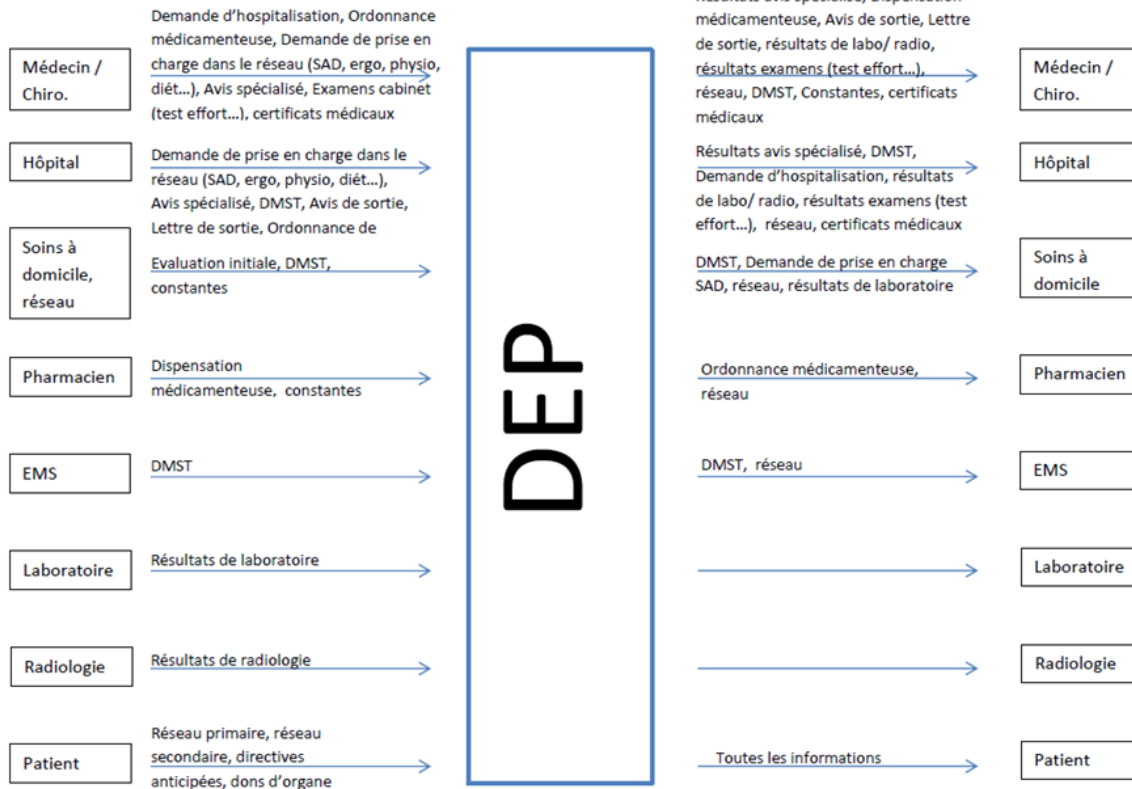 Demande d’hospitalisation, Ordonnance
médicamenteuse, Demande de prise en
charge dans le réseau (SAD, ergo, physio,
diét…), Avis spécialisé, Examens cabinet
(test effort…), certificats médicaux
Médecin /
Chiro.
Hôpital
Demande de prise en charge dans le
réseau (SAD, ergo, physio, diét…),
Avis spécialisé, DMST, Avis de sortie,
Lettre de sortie, Ordonnance de
Soins à
domicile,
réseau
Evaluation initiale, DMST,
constantes
Pharmacien
Dispensation
médicamenteuse,  constantes
EMS
DMST
Laboratoire
Résultats de laboratoire
Radiologie
Résultats de radiologie
Patient
Réseau primaire, réseau
secondaire, directives
anticipées, dons d’organe
DEP
Résultats avis spécialisé, Dispensation
médicamenteuse, Avis de sortie, Lettre
de sortie, résultats de labo/ radio,
résultats examens (test effort…),
réseau, DMST, Constantes, certificats
médicaux
Médecin /
Chiro.
Résultats avis spécialisé, DMST,
Demande d’hospitalisation, résultats
de labo/ radio, résultats examens (test
effort…),  réseau, certificats médicaux
Hôpital
DMST, Demande de prise en charge
SAD, réseau, résultats de laboratoire
Soins à
domicile
Ordonnance médicamenteuse,
réseau
Pharmacien
DMST,  réseau
EMS
Laboratoire
Radiologie
Toutes les informations
Patient